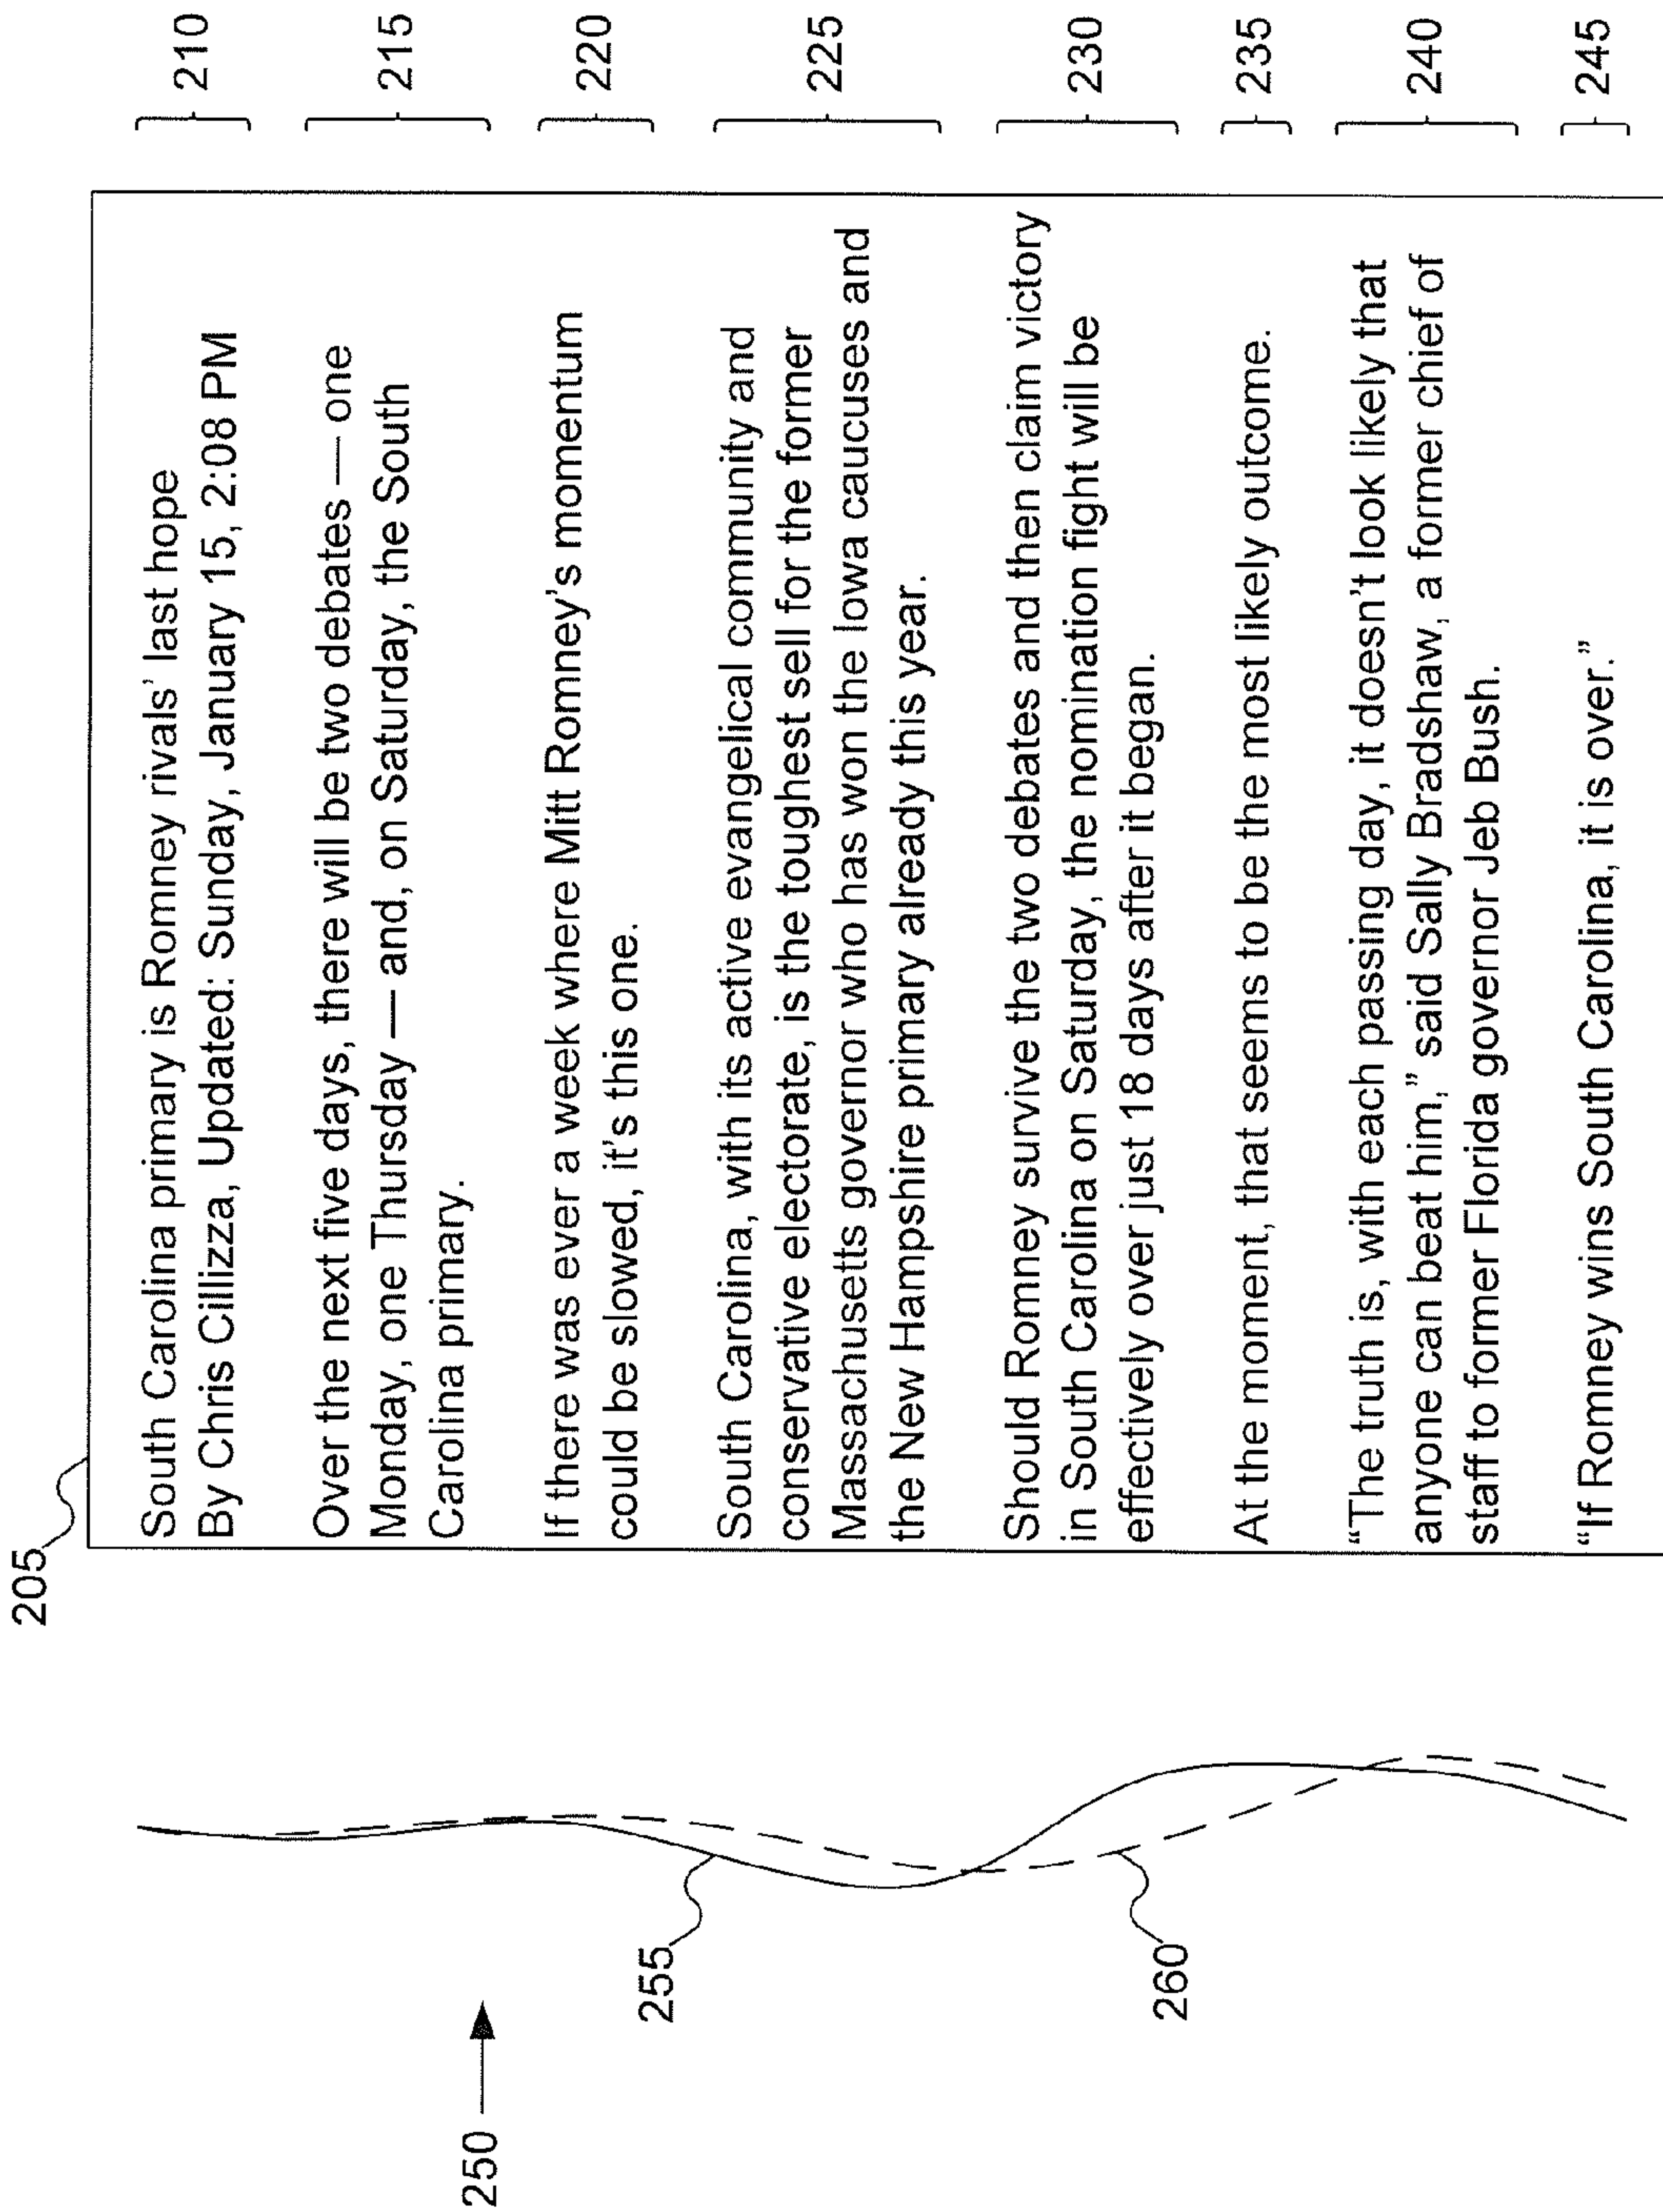 205
South Carolina primary is Romney rivals’ last hope
By Chris Cillizza, Updated: Sunday, January 15, 2:08 PM
210
Over the next five days, there will be two debates — one
Monday, one Thursday — and, on Saturday, the South
Carolina primary.
215
If there was ever a week where Mitt Romney’s momentum
could be slowed, it’s this one.
220
South Carolina, with its active evangelical community and
conservative electorate, is the toughest sell for the former
Massachusetts governor who has won the Iowa caucuses and
the New Hampshire primary already this year.
225
Should Romney survive the two debates and then claim victory
in South Carolina on Saturday, the nomination fight will be
effectively over just 18 days after it began.
230
At the moment, that seems to be the most likely outcome.
235
“The truth is, with each passing day, it doesn’t look likely that
anyone can beat him,” said Sally Bradshaw, a former chief of
staff to former Florida governor Jeb Bush.
240
“If Romney wins South Carolina, it is over.”
245
250
255
260